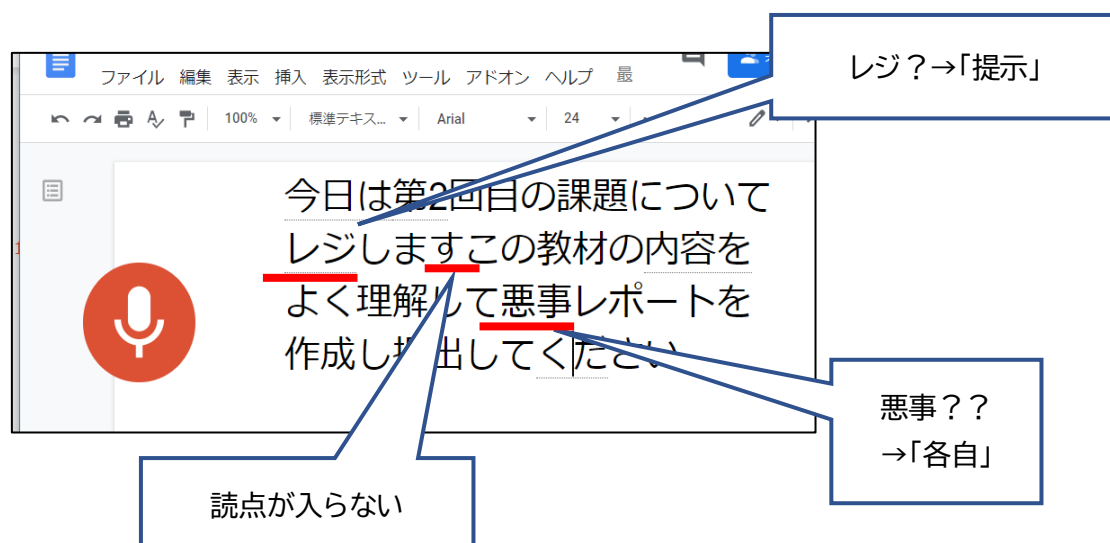 レジ？→「提示」
ファイル 編集 表示 挿入 表示形式 ツール アドオン ヘルプ 最
100% 標準テキス... Arial 24
今日は第2回目の課題について
レジしますこの教材の内容を
よく理解して悪事レポートを
作成し提出してください
悪事？？
→「各自」
読点が入らない